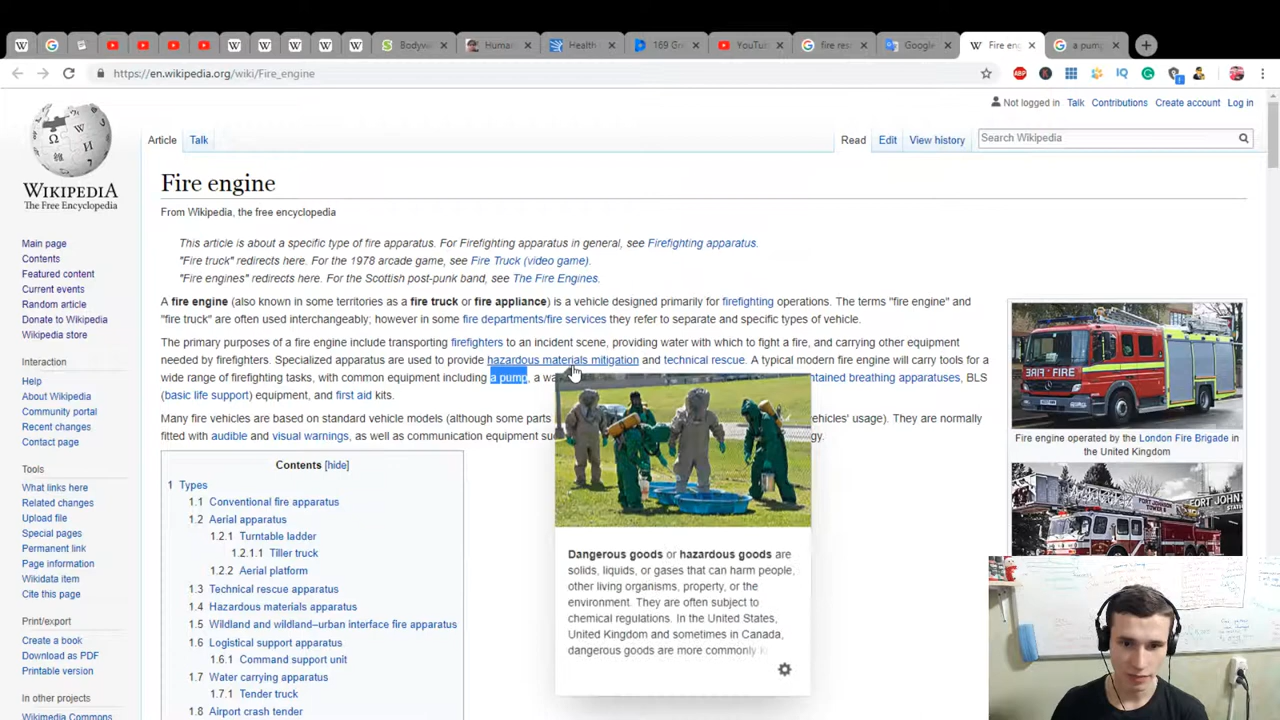 Bodyw
Human
Health
169 Gr
YouTu
fire res
Google
Fire en
a pump
https://en.wikipedia.org/wiki/Fire_engine
ABP
K
IQ
Not logged in Talk Contributions Create account Log in
Article Talk
Read Edit View history
Search Wikipedia
WIKIPEDIA
The Free Encyclopedia
Main page
Contents
Featured content
Current events
Random article
Donate to Wikipedia
Wikipedia store
Interaction
Help
About Wikipedia
Community portal
Recent changes
Contact page
Tools
What links here
Related changes
Upload file
Special pages
Permanent link
Page information
Wikidata item
Cite this page
Print/export
Create a book
Download as PDF
Printable version
In other projects
Wikimedia Commons
Fire engine
From Wikipedia, the free encyclopedia
This article is about a specific type of fire apparatus. For Firefighting apparatus in general, see Firefighting apparatus.
"Fire truck" redirects here. For the 1978 arcade game, see Fire Truck (video game).
"Fire engines" redirects here. For the Scottish post-punk band, see The Fire Engines.
A fire engine (also known in some territories as a fire truck or fire appliance) is a vehicle designed primarily for firefighting operations. The terms "fire engine" and
"fire truck" are often used interchangeably; however in some fire departments/fire services they refer to separate and specific types of vehicle.
The primary purposes of a fire engine include transporting firefighters to an incident scene, providing water with which to fight a fire, and carrying other equipment
needed by firefighters. Specialized apparatus are used to provide hazardous materials mitigation and technical rescue. A typical modern fire engine will carry tools for a
wide range of firefighting tasks, with common equipment including a pump, a wa ntained breathing apparatuses, BLS
(basic life support) equipment, and first aid kits.
Many fire vehicles are based on standard vehicle models (although some parts vehicles' usage). They are normally
fitted with audible and visual warnings, as well as communication equipment suc gy.
Contents [hide]
1 Types
1.1 Conventional fire apparatus
1.2 Aerial apparatus
1.2.1 Turntable ladder
1.2.1.1 Tiller truck
1.2.2 Aerial platform
1.3 Technical rescue apparatus
1.4 Hazardous materials apparatus
1.5 Wildland and wildland–urban interface fire apparatus
1.6 Logistical support apparatus
1.6.1 Command support unit
1.7 Water carrying apparatus
1.7.1 Tender truck
1.8 Airport crash tender
Dangerous goods or hazardous goods are
solids, liquids, or gases that can harm people,
other living organisms, property, or the
environment. They are often subject to
chemical regulations. In the United States,
United Kingdom and sometimes in Canada,
dangerous goods are more commonly k
Fire engine operated by the London Fire Brigade in
the United Kingdom
FORT JOHN